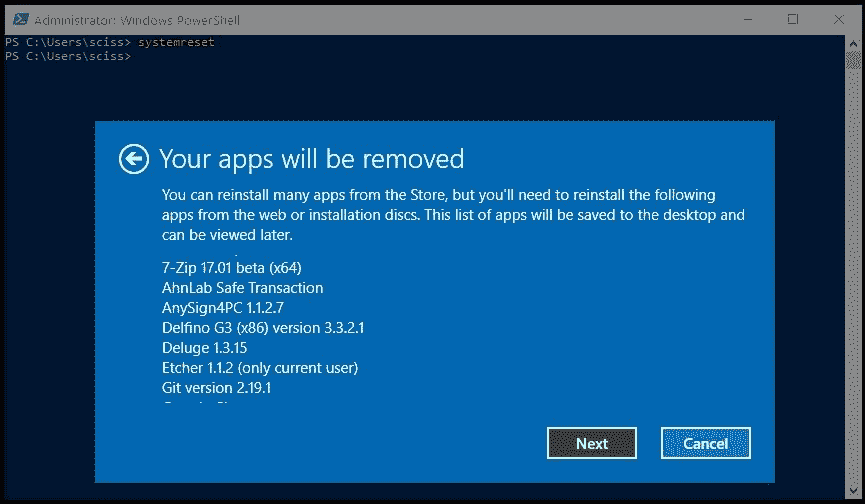 Administrator: Windows PowerShell
PS C:\Users\sciss> systemreset
PS C:\Users\sciss>
Your apps will be removed
You can reinstall many apps from the Store, but you'll need to reinstall the following
apps from the web or installation discs. This list of apps will be saved to the desktop and
can be viewed later.
7-Zip 17.01 beta (x64)
AhnLab Safe Transaction
AnySign4PC 1.1.2.7
Delfino G3 (x86) version 3.3.2.1
Deluge 1.3.15
Etcher 1.1.2 (only current user)
Git version 2.19.1
Next
Cancel